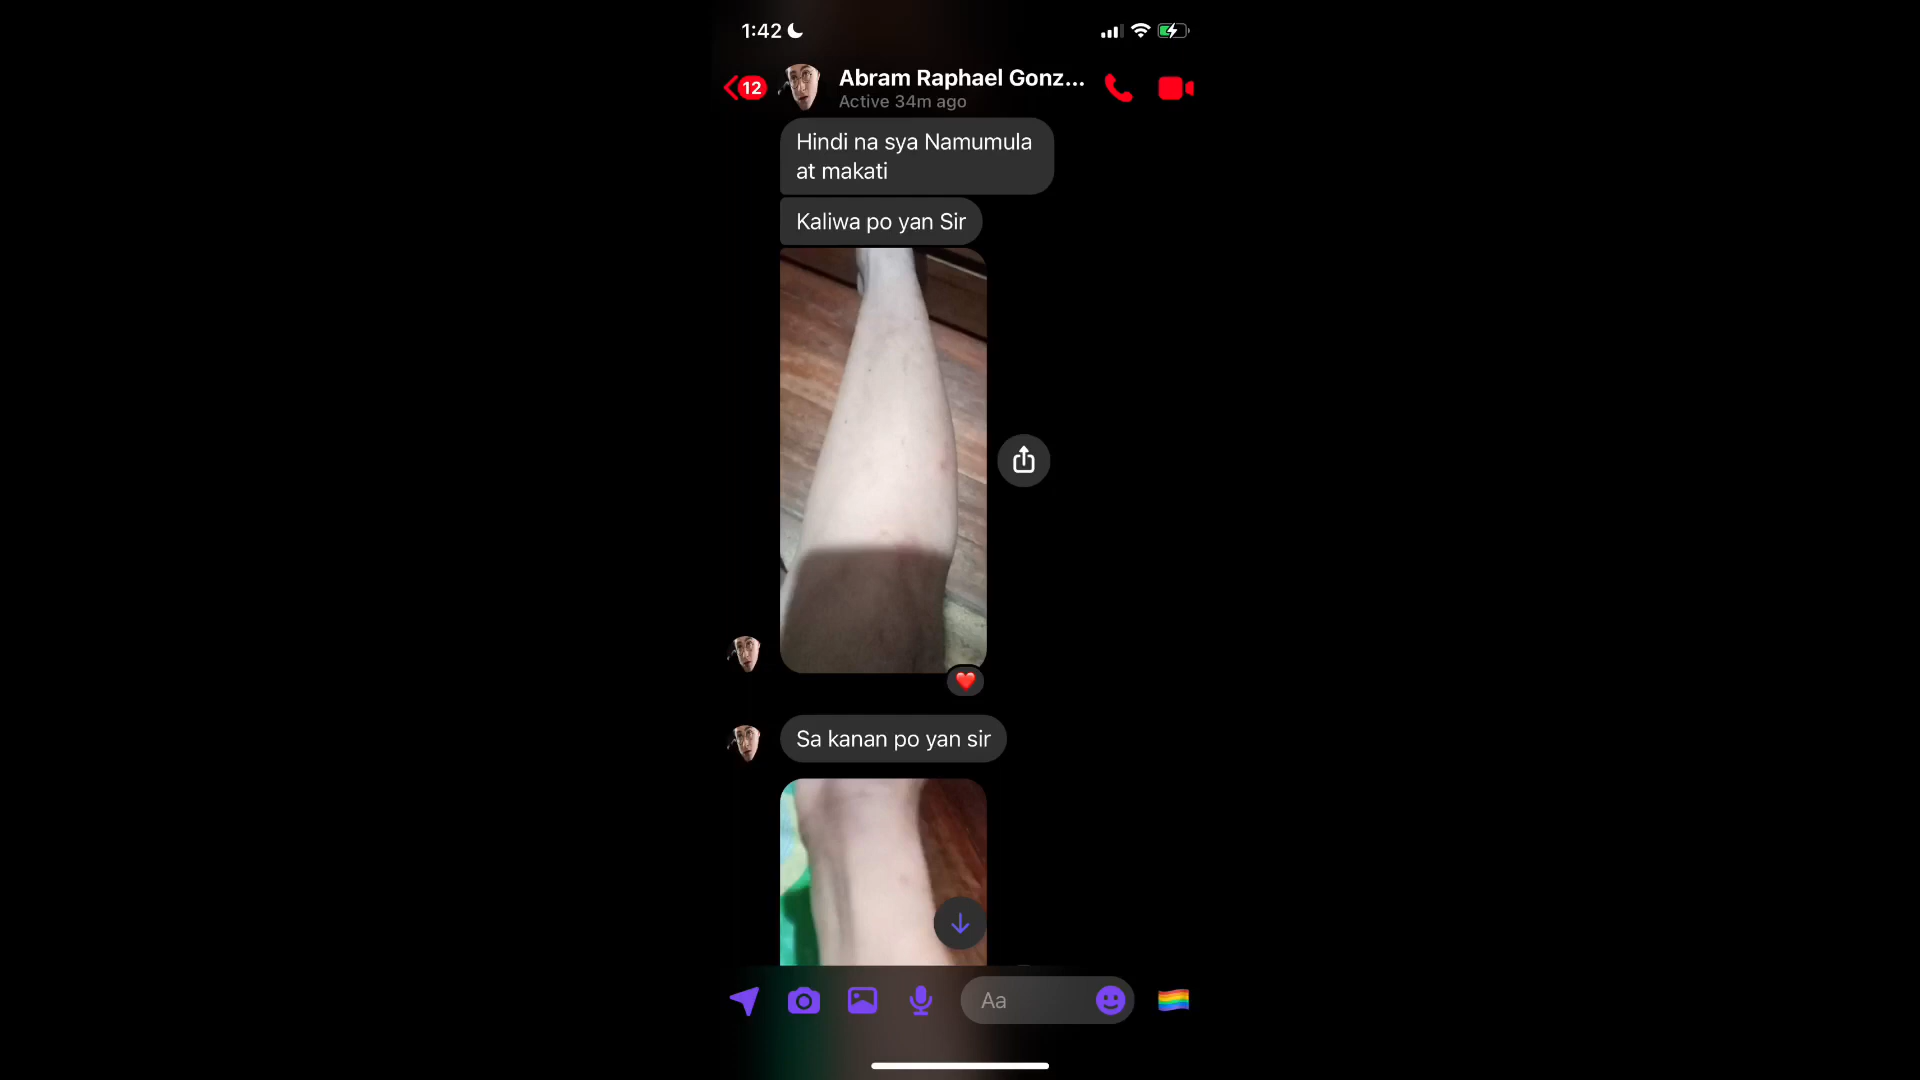 1:42
12
Abram Raphael Gonz...
Active 34m ago
Hindi na sya Namumula
at makati
Kaliwa po yan Sir
Sa kanan po yan sir
Aa